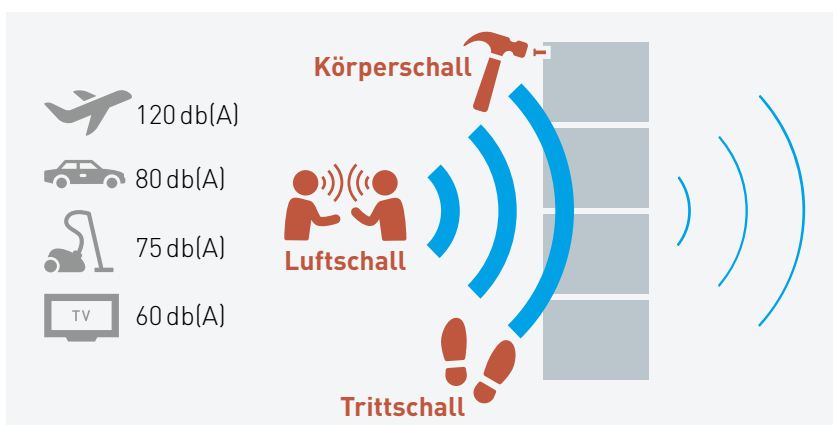 Körperschall
120 db(A)
80 db(A)
75 db(A)
Luftschall
TV
60 db(A)
Trittschall